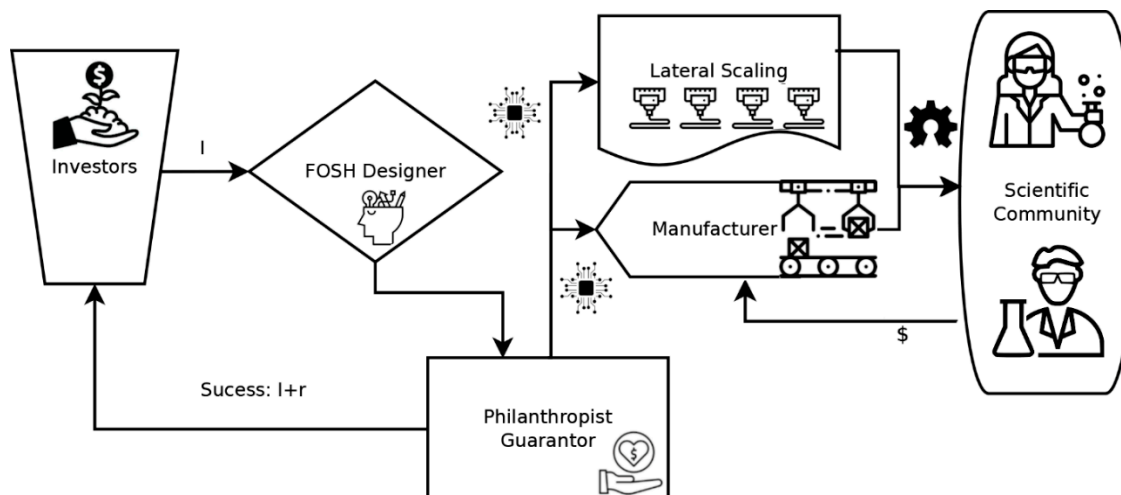 Investors
I
FOSH Designer
Lateral Scaling
Manufacturer
Scientific
Community
$
Sucess: I+r
Philanthropist
Guarantor